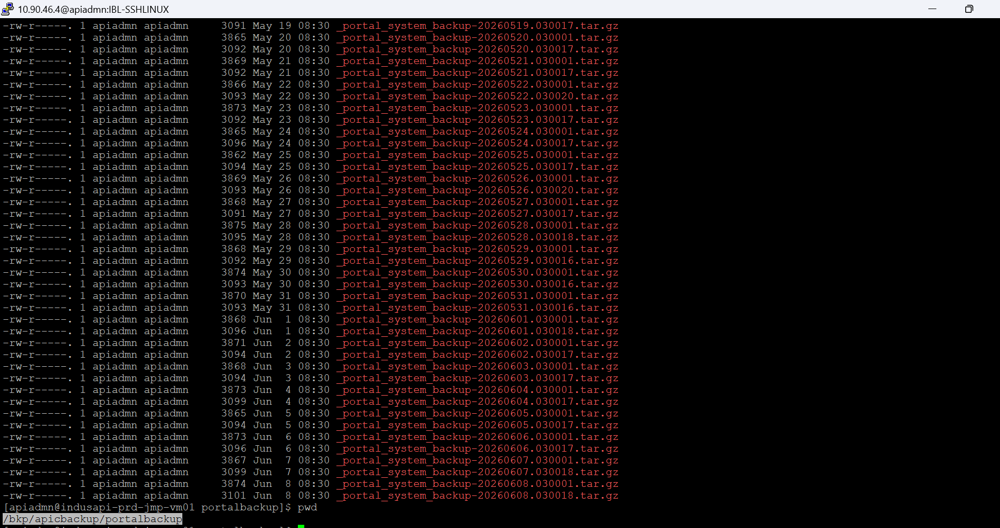 10.90.46.4@apiadmn:IBL-SSHLINUX
-rw-r-----. 1 apiadmn apiadmn     3091 May 19 08:30 _portal_system_backup-20260519.030017.tar.gz
-rw-r-----. 1 apiadmn apiadmn     3865 May 20 08:30 _portal_system_backup-20260520.030001.tar.gz
-rw-r-----. 1 apiadmn apiadmn     3092 May 20 08:30 _portal_system_backup-20260520.030017.tar.gz
-rw-r-----. 1 apiadmn apiadmn     3869 May 21 08:30 _portal_system_backup-20260521.030001.tar.gz
-rw-r-----. 1 apiadmn apiadmn     3092 May 21 08:30 _portal_system_backup-20260521.030017.tar.gz
-rw-r-----. 1 apiadmn apiadmn     3866 May 22 08:30 _portal_system_backup-20260522.030001.tar.gz
-rw-r-----. 1 apiadmn apiadmn     3093 May 22 08:30 _portal_system_backup-20260522.030020.tar.gz
-rw-r-----. 1 apiadmn apiadmn     3873 May 23 08:30 _portal_system_backup-20260523.030001.tar.gz
-rw-r-----. 1 apiadmn apiadmn     3092 May 23 08:30 _portal_system_backup-20260523.030017.tar.gz
-rw-r-----. 1 apiadmn apiadmn     3865 May 24 08:30 _portal_system_backup-20260524.030001.tar.gz
-rw-r-----. 1 apiadmn apiadmn     3096 May 24 08:30 _portal_system_backup-20260524.030017.tar.gz
-rw-r-----. 1 apiadmn apiadmn     3862 May 25 08:30 _portal_system_backup-20260525.030001.tar.gz
-rw-r-----. 1 apiadmn apiadmn     3094 May 25 08:30 _portal_system_backup-20260525.030017.tar.gz
-rw-r-----. 1 apiadmn apiadmn     3869 May 26 08:30 _portal_system_backup-20260526.030001.tar.gz
-rw-r-----. 1 apiadmn apiadmn     3093 May 26 08:30 _portal_system_backup-20260526.030020.tar.gz
-rw-r-----. 1 apiadmn apiadmn     3868 May 27 08:30 _portal_system_backup-20260527.030001.tar.gz
-rw-r-----. 1 apiadmn apiadmn     3091 May 27 08:30 _portal_system_backup-20260527.030017.tar.gz
-rw-r-----. 1 apiadmn apiadmn     3875 May 28 08:30 _portal_system_backup-20260528.030001.tar.gz
-rw-r-----. 1 apiadmn apiadmn     3095 May 28 08:30 _portal_system_backup-20260528.030018.tar.gz
-rw-r-----. 1 apiadmn apiadmn     3868 May 29 08:30 _portal_system_backup-20260529.030001.tar.gz
-rw-r-----. 1 apiadmn apiadmn     3092 May 29 08:30 _portal_system_backup-20260529.030016.tar.gz
-rw-r-----. 1 apiadmn apiadmn     3874 May 30 08:30 _portal_system_backup-20260530.030001.tar.gz
-rw-r-----. 1 apiadmn apiadmn     3093 May 30 08:30 _portal_system_backup-20260530.030016.tar.gz
-rw-r-----. 1 apiadmn apiadmn     3870 May 31 08:30 _portal_system_backup-20260531.030001.tar.gz
-rw-r-----. 1 apiadmn apiadmn     3093 May 31 08:30 _portal_system_backup-20260531.030016.tar.gz
-rw-r-----. 1 apiadmn apiadmn     3868 Jun  1 08:30 _portal_system_backup-20260601.030001.tar.gz
-rw-r-----. 1 apiadmn apiadmn     3096 Jun  1 08:30 _portal_system_backup-20260601.030018.tar.gz
-rw-r-----. 1 apiadmn apiadmn     3871 Jun  2 08:30 _portal_system_backup-20260602.030001.tar.gz
-rw-r-----. 1 apiadmn apiadmn     3094 Jun  2 08:30 _portal_system_backup-20260602.030017.tar.gz
-rw-r-----. 1 apiadmn apiadmn     3868 Jun  3 08:30 _portal_system_backup-20260603.030001.tar.gz
-rw-r-----. 1 apiadmn apiadmn     3094 Jun  3 08:30 _portal_system_backup-20260603.030017.tar.gz
-rw-r-----. 1 apiadmn apiadmn     3873 Jun  4 08:30 _portal_system_backup-20260604.030001.tar.gz
-rw-r-----. 1 apiadmn apiadmn     3099 Jun  4 08:30 _portal_system_backup-20260604.030017.tar.gz
-rw-r-----. 1 apiadmn apiadmn     3865 Jun  5 08:30 _portal_system_backup-20260605.030001.tar.gz
-rw-r-----. 1 apiadmn apiadmn     3094 Jun  5 08:30 _portal_system_backup-20260605.030017.tar.gz
-rw-r-----. 1 apiadmn apiadmn     3873 Jun  6 08:30 _portal_system_backup-20260606.030001.tar.gz
-rw-r-----. 1 apiadmn apiadmn     3096 Jun  6 08:30 _portal_system_backup-20260606.030017.tar.gz
-rw-r-----. 1 apiadmn apiadmn     3867 Jun  7 08:30 _portal_system_backup-20260607.030001.tar.gz
-rw-r-----. 1 apiadmn apiadmn     3099 Jun  7 08:30 _portal_system_backup-20260607.030018.tar.gz
-rw-r-----. 1 apiadmn apiadmn     3874 Jun  8 08:30 _portal_system_backup-20260608.030001.tar.gz
-rw-r-----. 1 apiadmn apiadmn     3101 Jun  8 08:30 _portal_system_backup-20260608.030018.tar.gz
[apiadmn@indusapi-prd-jmp-vm01 portalbackup]$ pwd
/bkp/apicbackup/portalbackup